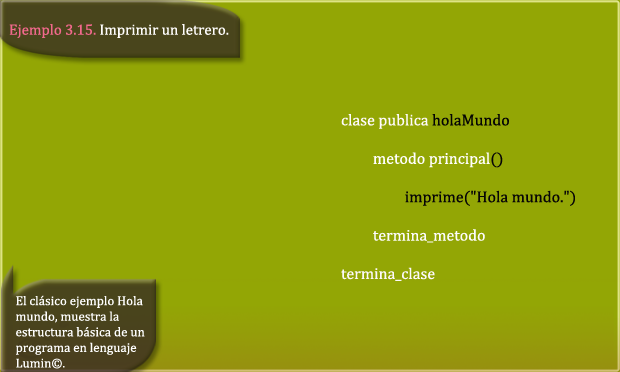 Ejemplo 3.15. Imprimir un letrero.
clase publica holaMundo
metodo principal()
imprime("Hola mundo.")
termina_metodo
termina_clase
El clásico ejemplo Hola
mundo, muestra la
estructura básica de un
programa en lenguaje
Lumin©.